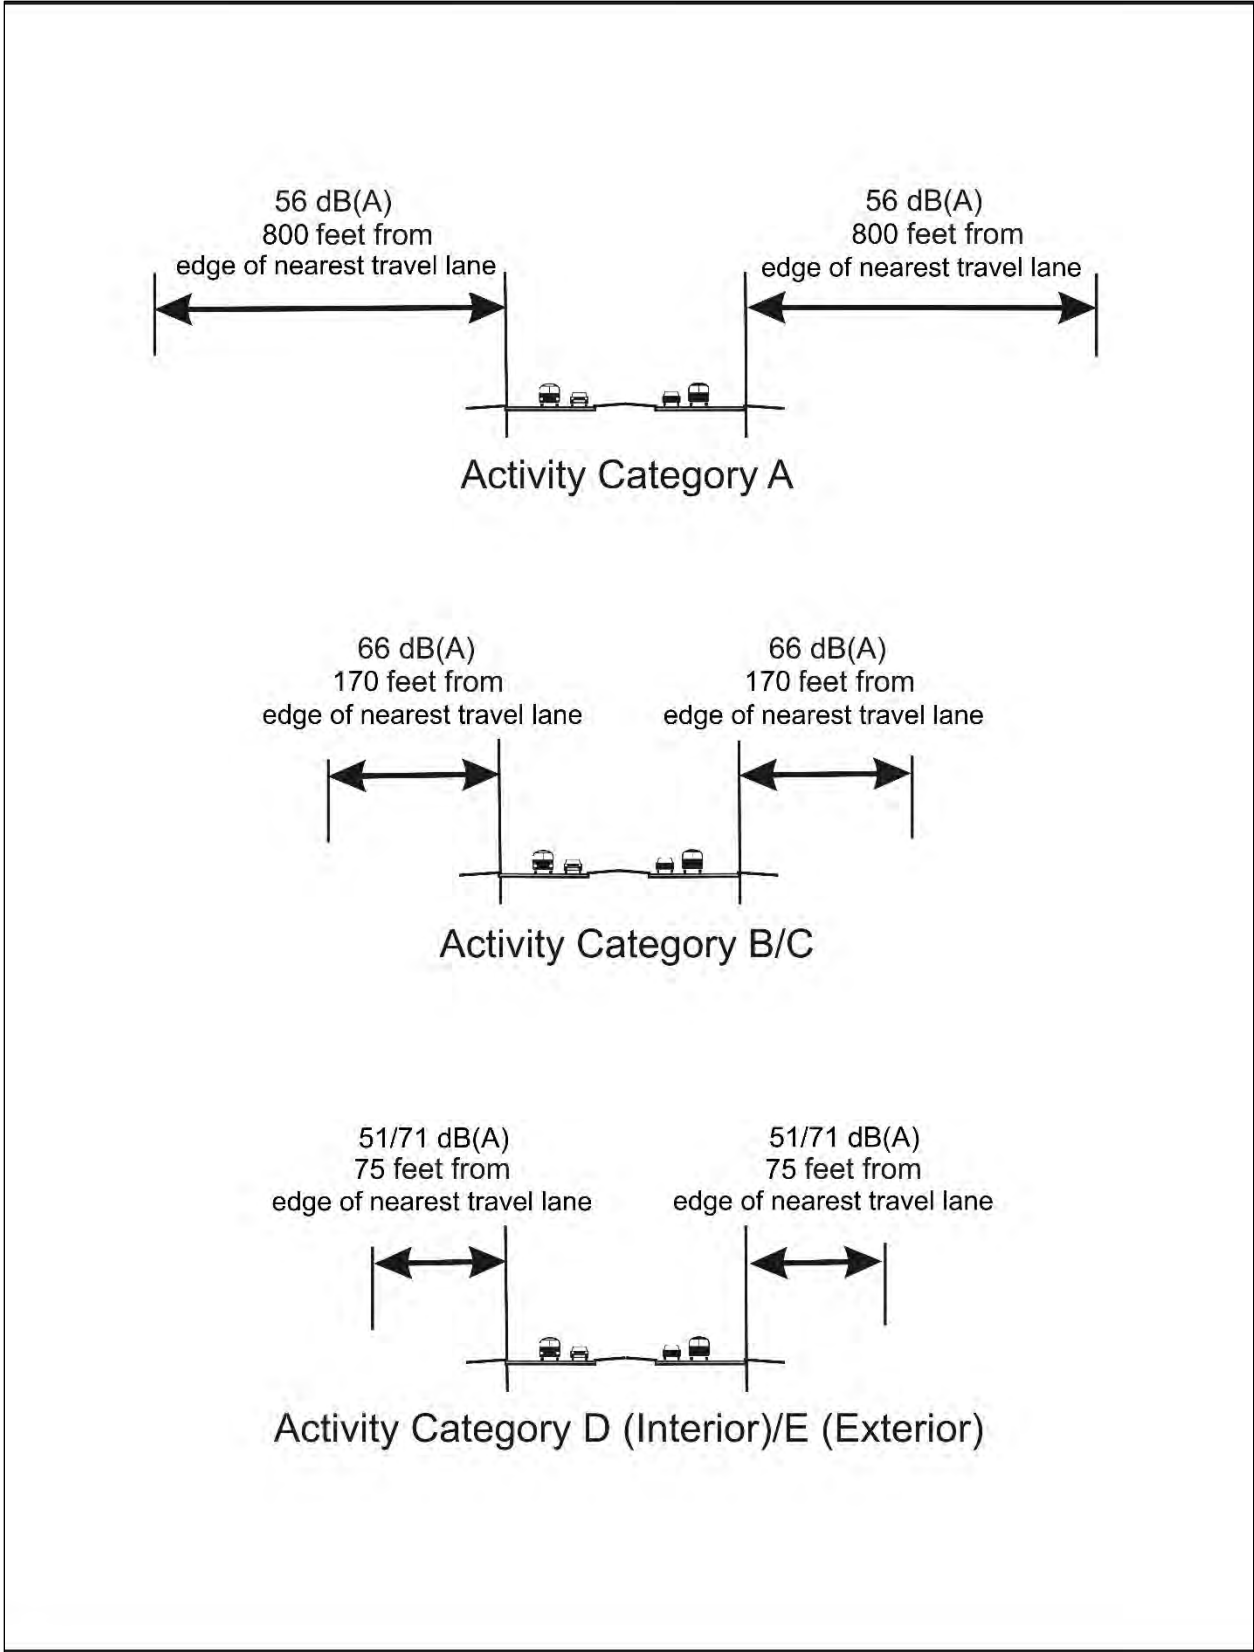 56 dB(A)
800 feet from
edge of nearest travel lane
56 dB(A)
800 feet from
edge of nearest travel lane
Activity Category A
66 dB(A)
170 feet from
edge of nearest travel lane
66 dB(A)
170 feet from
edge of nearest travel lane
Activity Category B/C
51/71 dB(A)
75 feet from
edge of nearest travel lane
51/71 dB(A)
75 feet from
edge of nearest travel lane
Activity Category D (Interior)/E (Exterior)